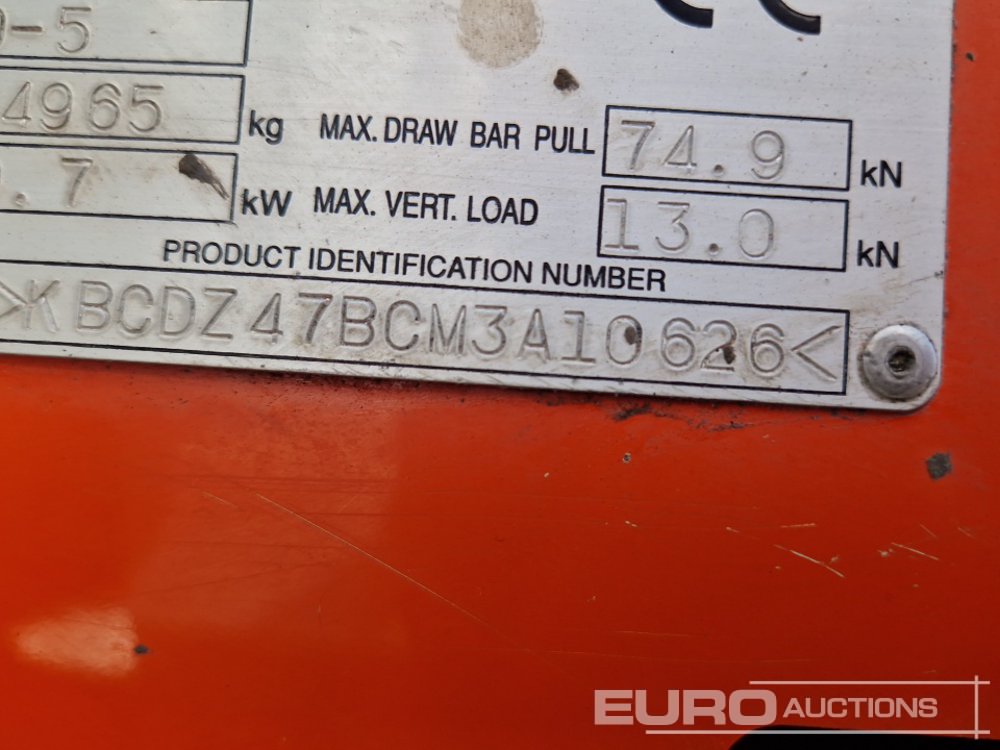 -5
4965 kg MAX. DRAW BAR PULL 74.9 kN
.7 kW MAX. VERT. LOAD 13.0 kN
PRODUCT IDENTIFICATION NUMBER
>KBCDZ47BCM3A10626<
EURO AUCTIONS